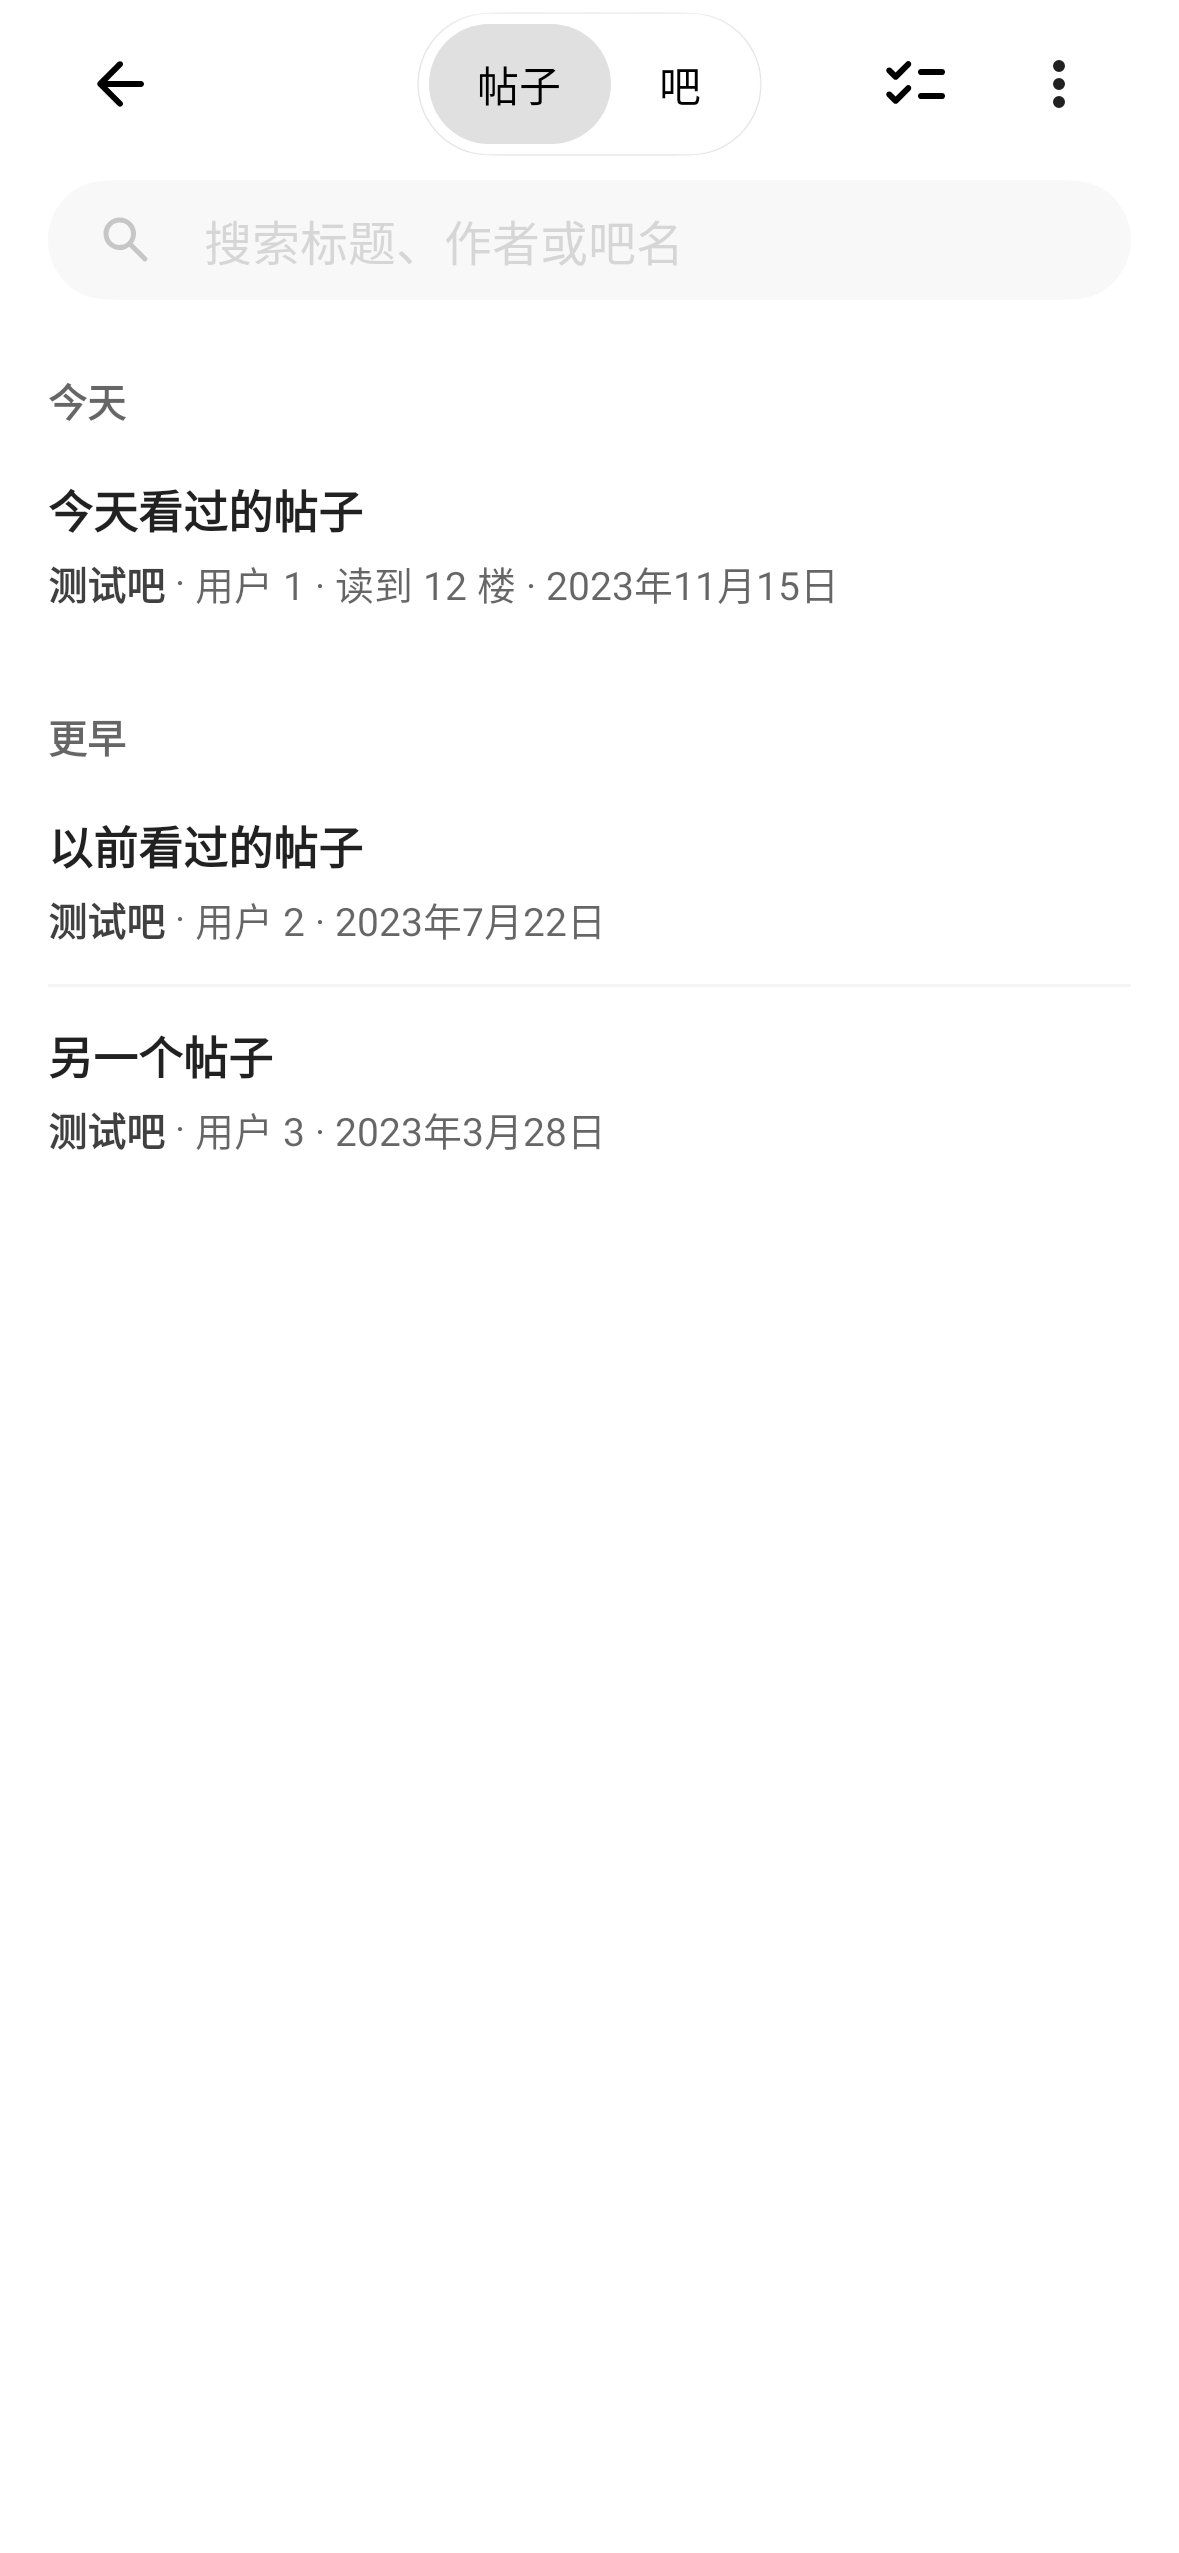 帖子 吧
搜索标题、作者或吧名
今天
今天看过的帖子
测试吧 · 用户 1 · 读到 12 楼 · 2023年11月15日
更早
以前看过的帖子
测试吧 · 用户 2 · 2023年7月22日
另一个帖子
测试吧 · 用户 3 · 2023年3月28日